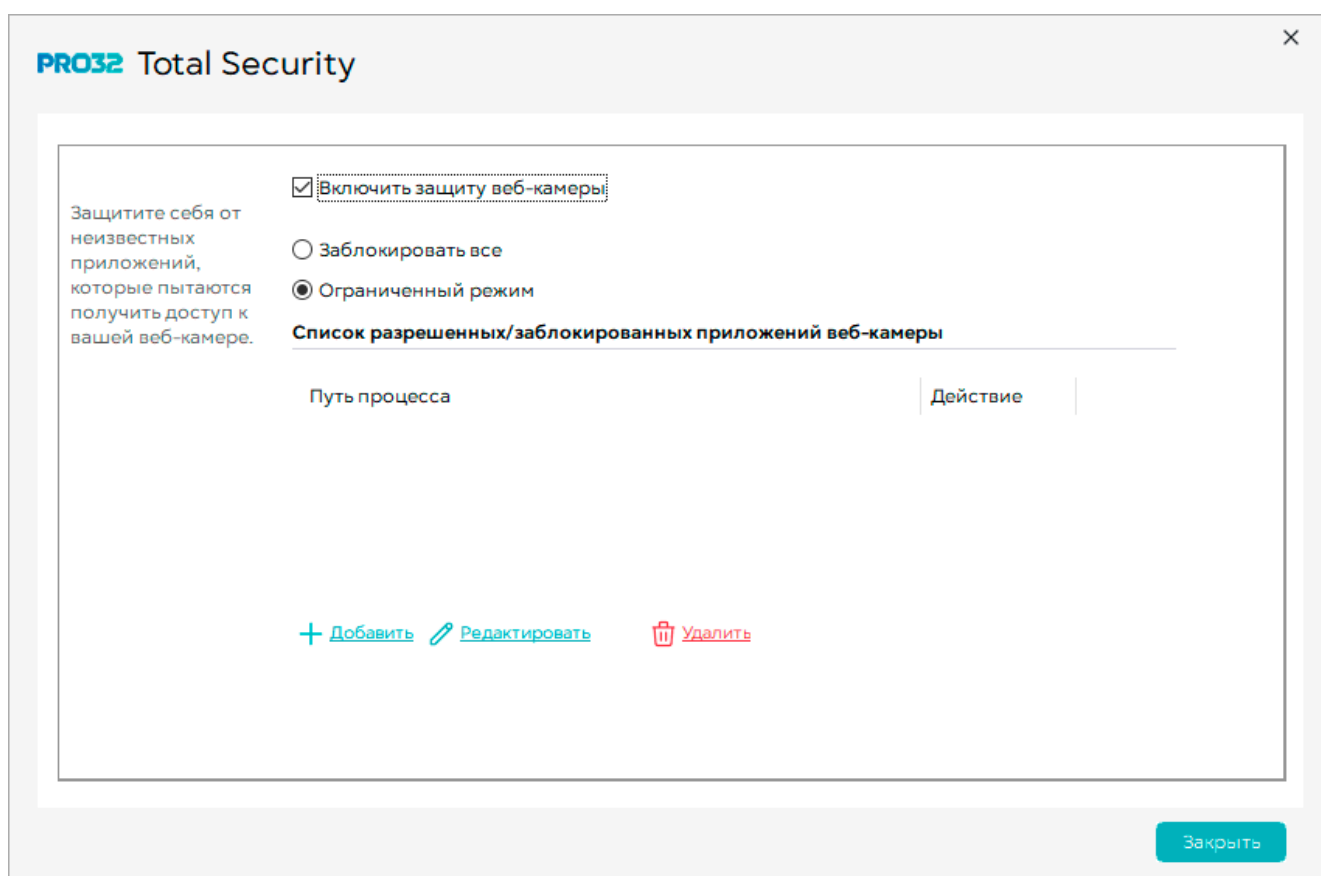 PRO32 Total Security
Включить защиту веб-камеры
Защитите себя от
неизвестных
приложений,
которые пытаются
получить доступ к
вашей веб-камере.
Заблокировать все
Ограниченный режим
Список разрешенных/заблокированных приложений веб-камеры
Путь процесса Действие
Добавить Редактировать Удалить
Закрыть